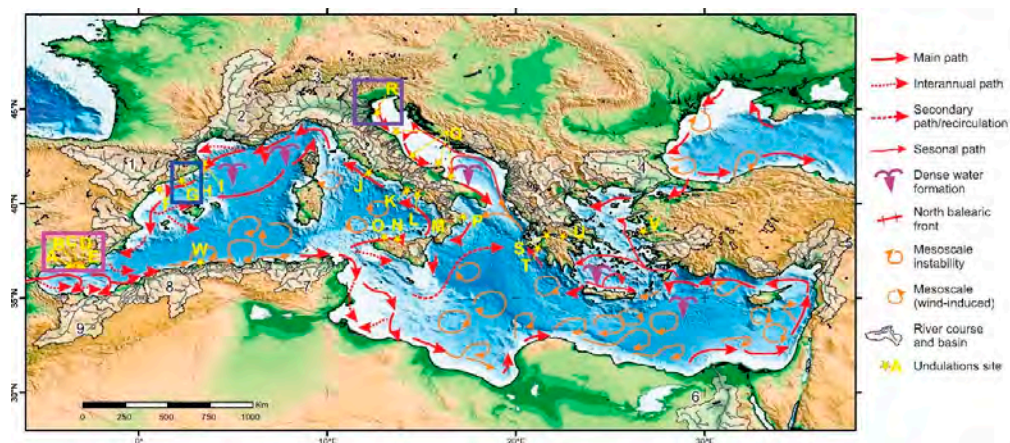 45°N
40°N
35°N
30°N
0°
10°E
20°E
30°E
0
250
500
750
1000
Km
1
2
3
6
7
8
9
R
Q
G
H
I
J
K
L
M
N
O
P
S
T
U
V
W
Main path
Interannual path
Secondary
path/recirculation
Sesonal path
Dense water
formation
North balearic
front
Mesoscale
instability
Mesoscale
(wind-induced)
River course
and basin
A
Undulations site